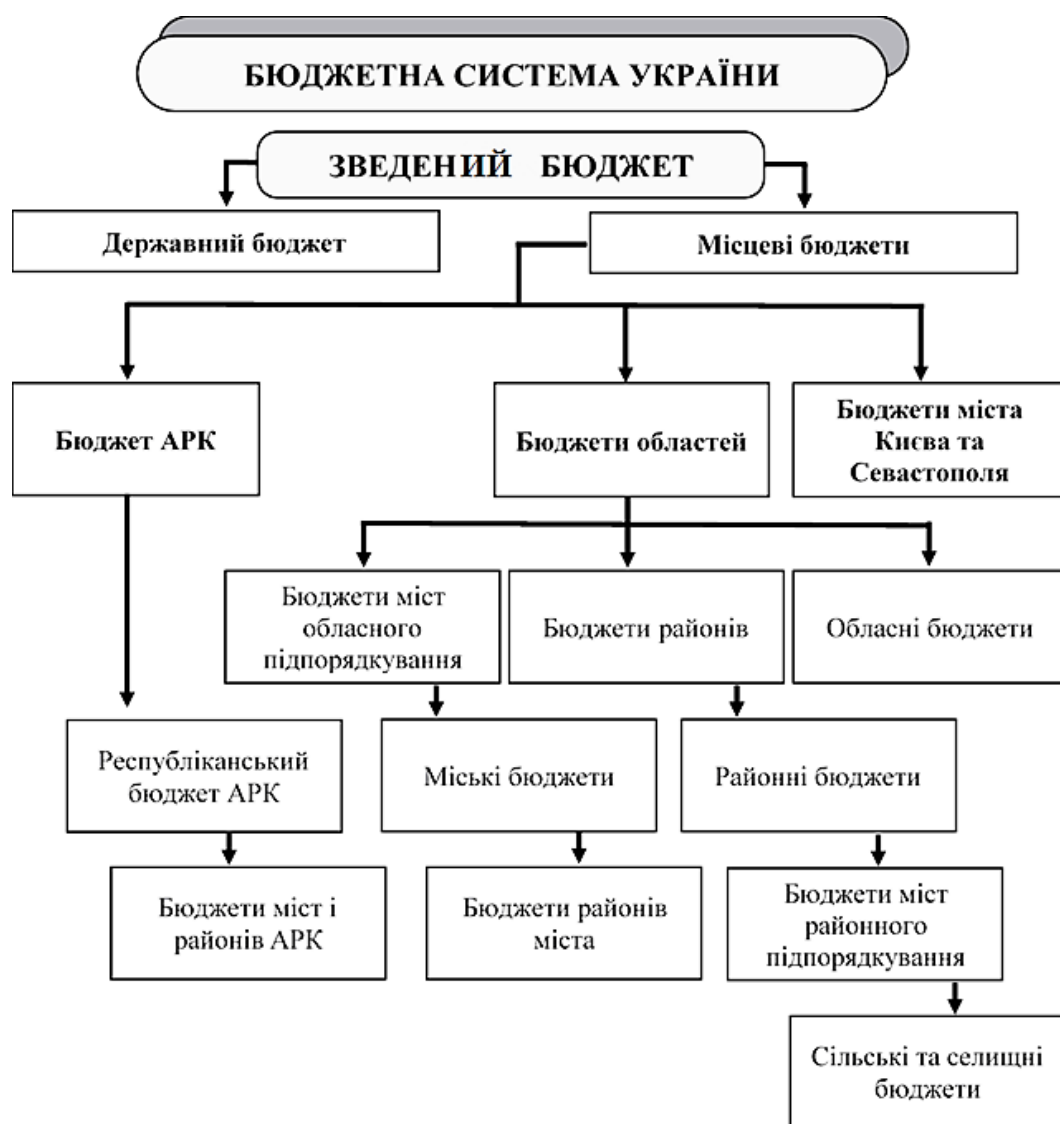 БЮДЖЕТНА СИСТЕМА УКРАЇНИ
ЗВЕДЕНИЙ БЮДЖЕТ
Державний бюджет
Місцеві бюджети
Бюджет АРК
Бюджети областей
Бюджети міста
Києва та
Севастополя
Бюджети міст
обласного
підпорядкування
Бюджети районів
Обласні бюджети
Республіканський
бюджет АРК
Міські бюджети
Районні бюджети
Бюджети міст і
районів АРК
Бюджети районів
міста
Бюджети міст
районного
підпорядкування
Сільські та селищні
бюджети